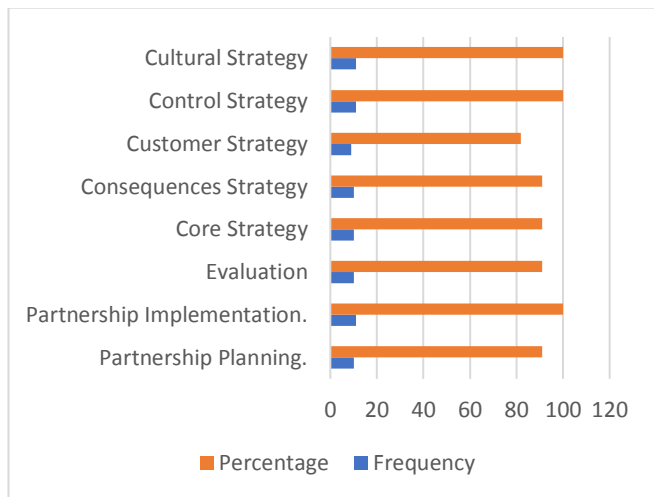 Cultural Strategy
Control Strategy
Customer Strategy
Consequences Strategy
Core Strategy
Evaluation
Partnership Implementation.
Partnership Planning.
0 20 40 60 80 100 120
Percentage Frequency